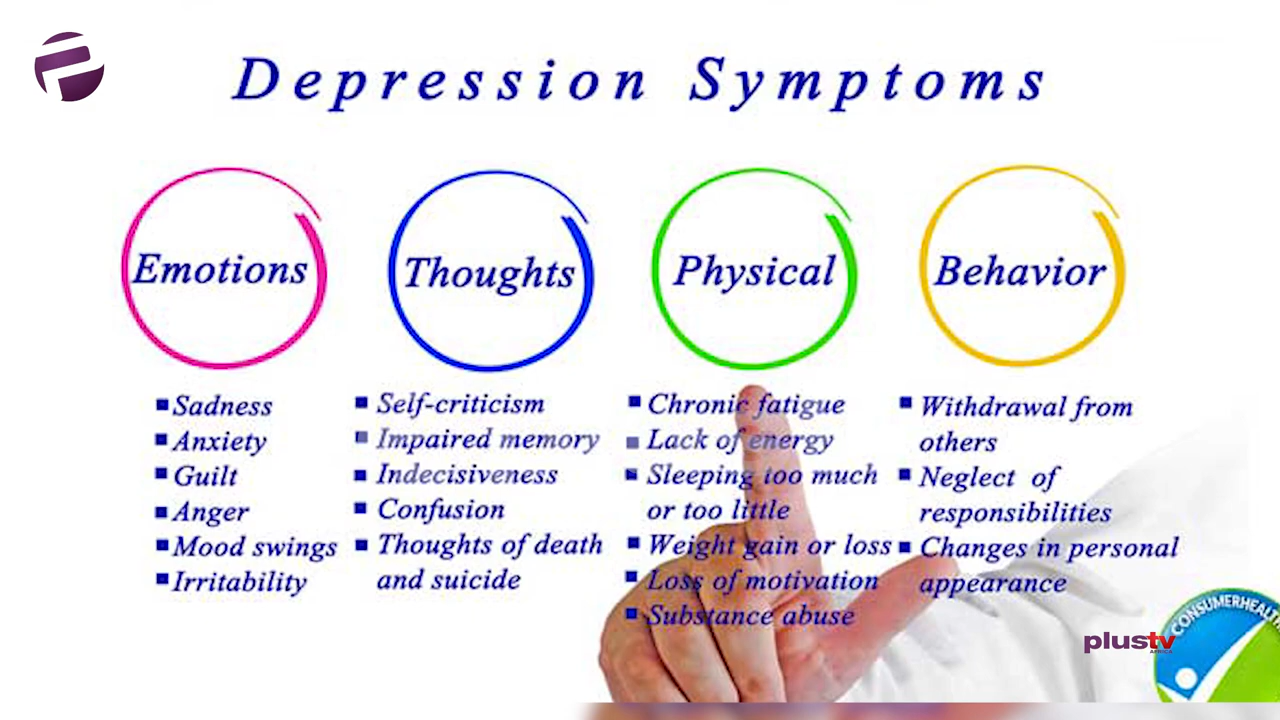 Depression Symptoms
Emotions
Thoughts
Physical
Behavior
Sadness
Anxiety
Guilt
Anger
Mood swings
Irritability
Self-criticism
Impaired memory
Indecisiveness
Confusion
Thoughts of death
and suicide
Chronic fatigue
Lack of energy
Sleeping too much
or too little
Weight gain or loss
Loss of motivation
Substance abuse
Withdrawal from
others
Neglect of
responsibilities
Changes in personal
appearance
plustv
AFRICA